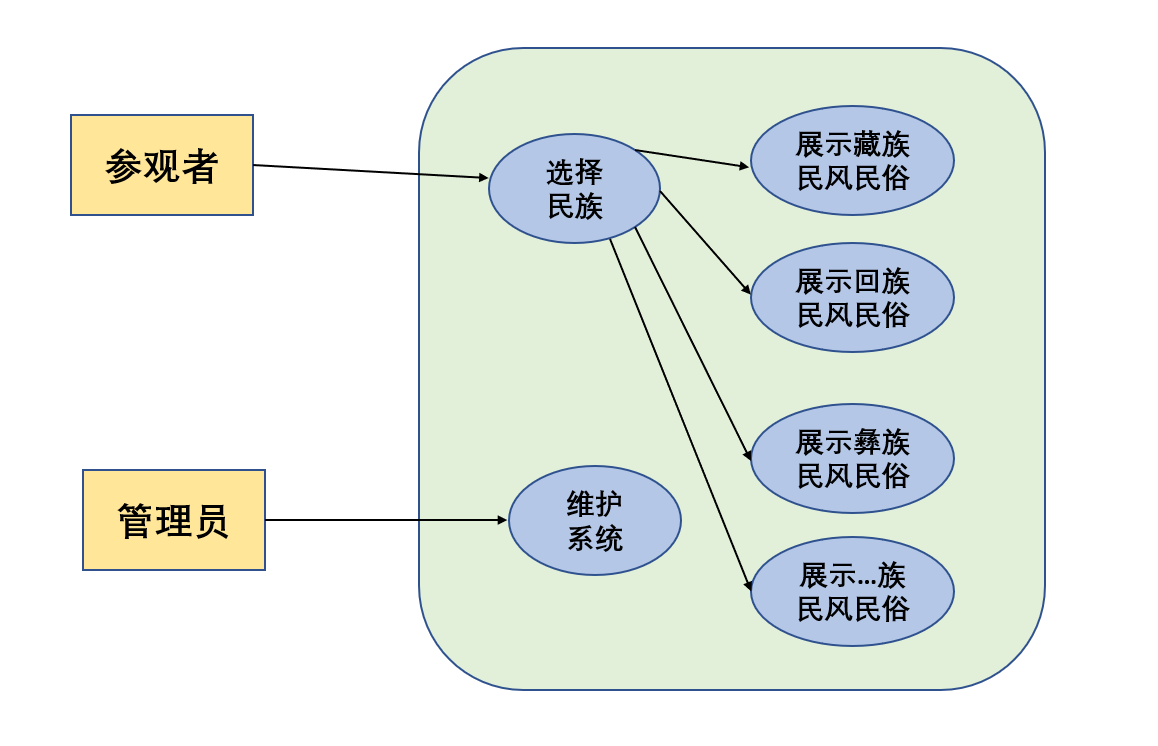 参观者
选择
民族
展示藏族
民风民俗
展示回族
民风民俗
展示彝族
民风民俗
管理员
维护
系统
展示...族
民风民俗